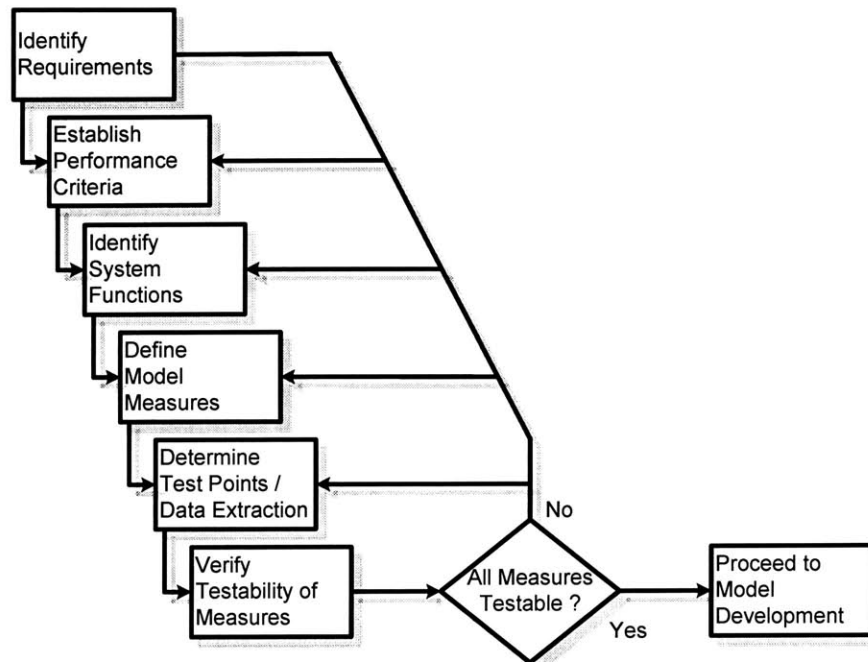 Identify
Requirements
Establish
Performance
Criteria
Identify
System
Functions
Define
Model
Measures
Determine
Test Points /
Data Extraction
No
Verify
Testability of
Measures
All Measures
Testable ?
Yes
Proceed to
Model
Development